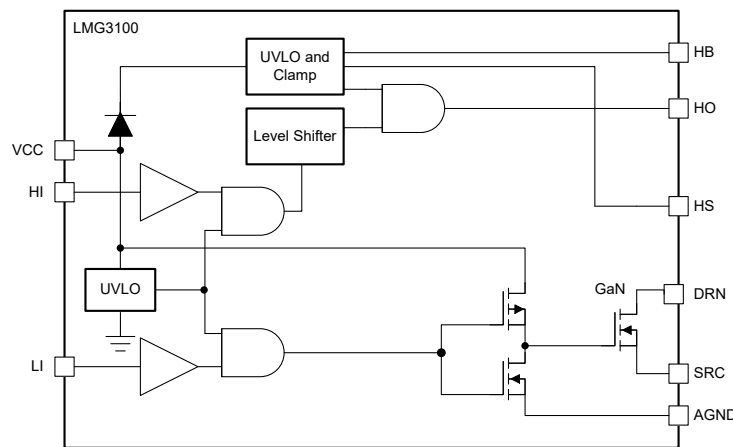 LMG3100
UVLO and
Clamp
HB
HO
Level Shifter
VCC
HI
HS
UVLO
GaN
DRN
LI
SRC
AGND